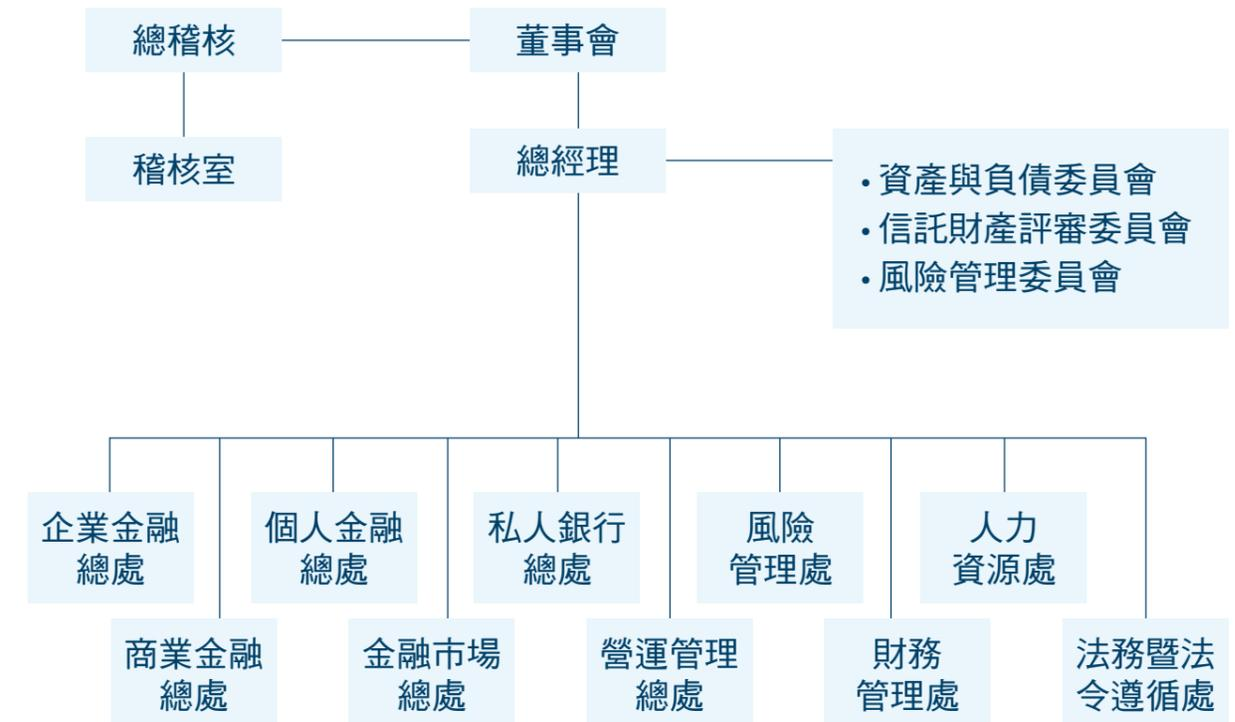 總稽核
董事會
稽核室
總經理
• 資產與負債委員會
• 信託財產評審委員會
• 風險管理委員會
企業金融
總處
個人金融
總處
私人銀行
總處
風險
管理處
人力
資源處
商業金融
總處
金融市場
總處
營運管理
總處
財務
管理處
法務暨法
令遵循處